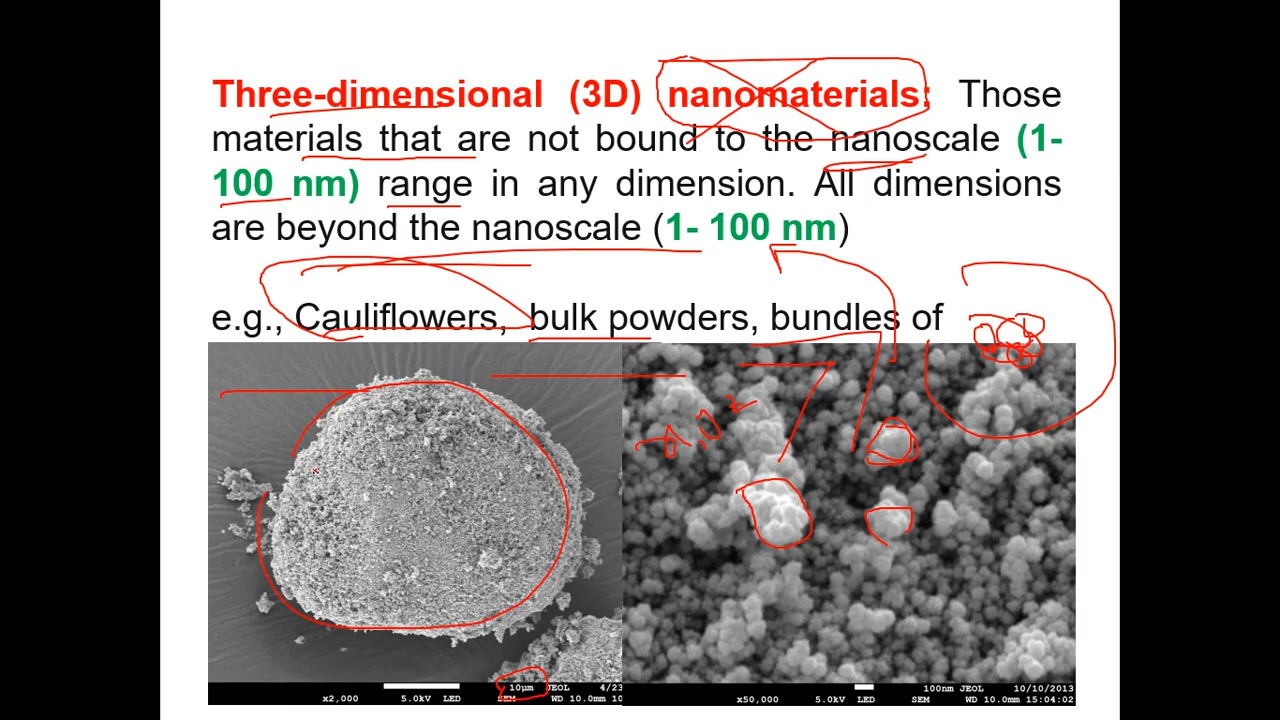 Three-dimensional (3D) nanomaterials: Those
materials that are not bound to the nanoscale (1-
100 nm) range in any dimension. All dimensions
are beyond the nanoscale (1- 100 nm)
e.g., Cauliflowers, bulk powders, bundles of
10µm JEOL 4/23
x2,000 5.0kV LED SEM WD 10.0mm 10
100nm JEOL 10/10/2013
x50,000 5.0kV LED WD 10.0mm 15:04:02